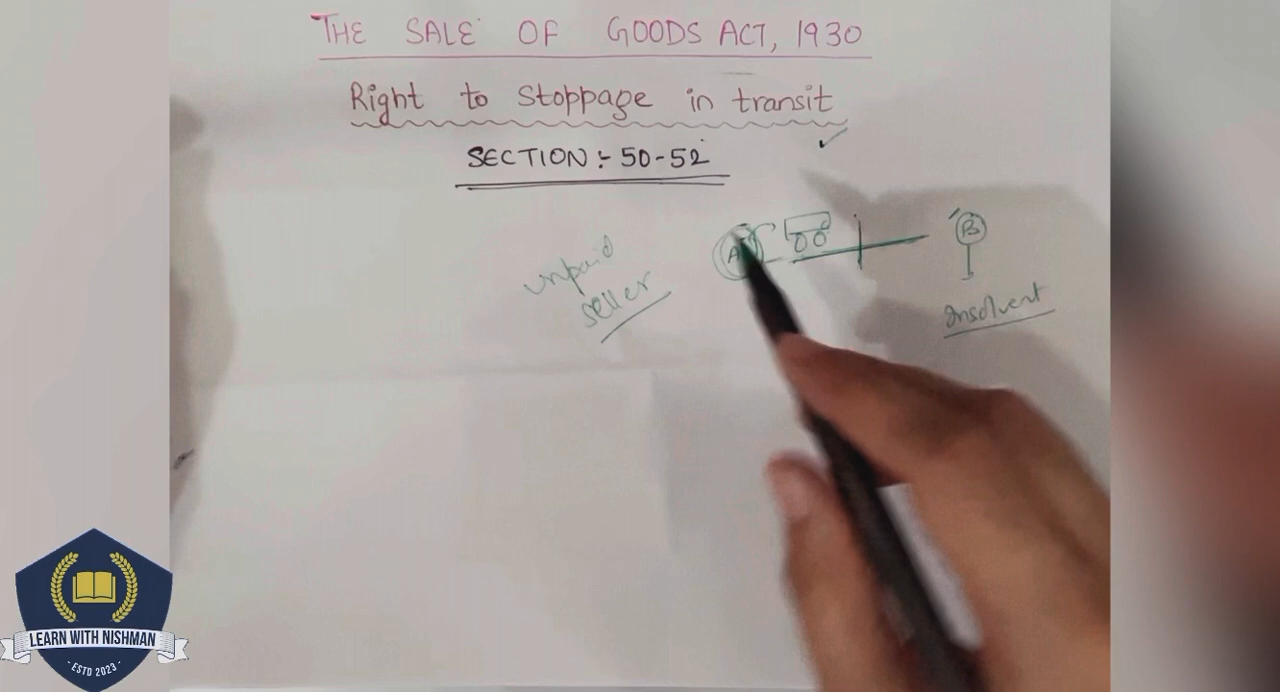 THE SALE OF GOODS ACT, 1930
Right to Stoppage in transit
SECTION :- 50-52
A
B
unpaid
seller
Insolvent
LEARN WITH NISHMAN
- ESTD 2023 -